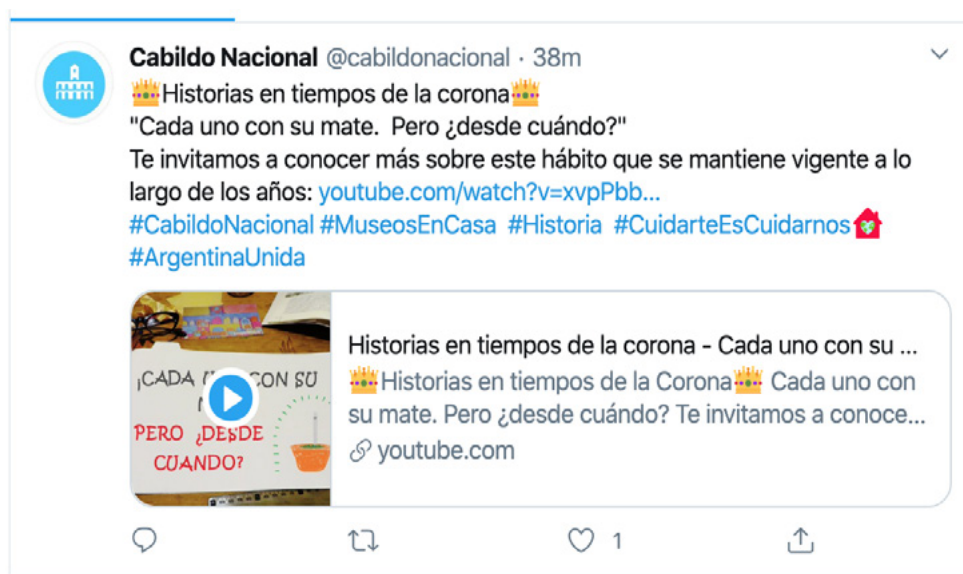 Cabildo Nacional @cabildonacional · 38m
👑Historias en tiempos de la corona👑
"Cada uno con su mate. Pero ¿desde cuándo?"
Te invitamos a conocer más sobre este hábito que se mantiene vigente a lo
largo de los años: youtube.com/watch?v=xvpPbb...
#CabildoNacional #MuseosEnCasa #Historia #CuidarteEsCuidarnos
#ArgentinaUnida
¡CADA CON SU
PERO ¿DESDE
CUANDO?
Historias en tiempos de la corona - Cada uno con su ...
👑Historias en tiempos de la Corona👑 Cada uno con
su mate. Pero ¿desde cuándo? Te invitamos a conoce...
youtube.com
1